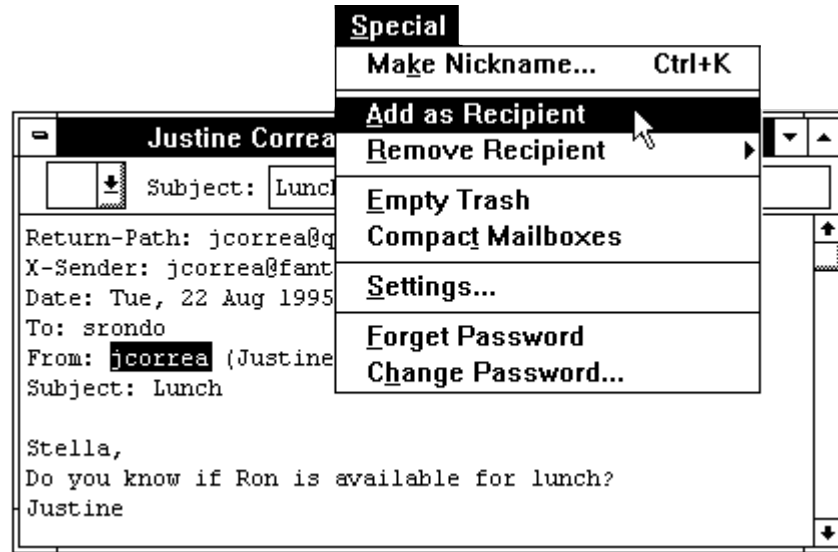 Special
Make Nickname... Ctrl+K
Add as Recipient
Remove Recipient
Empty Trash
Compact Mailboxes
Settings...
Forget Password
Change Password...
Justine Correa
Subject: Lunch
Return-Path: jcorrea@q
X-Sender: jcorrea@fant
Date: Tue, 22 Aug 1995
To: srondo
From: jcorrea (Justine
Subject: Lunch
Stella,
Do you know if Ron is available for lunch?
Justine